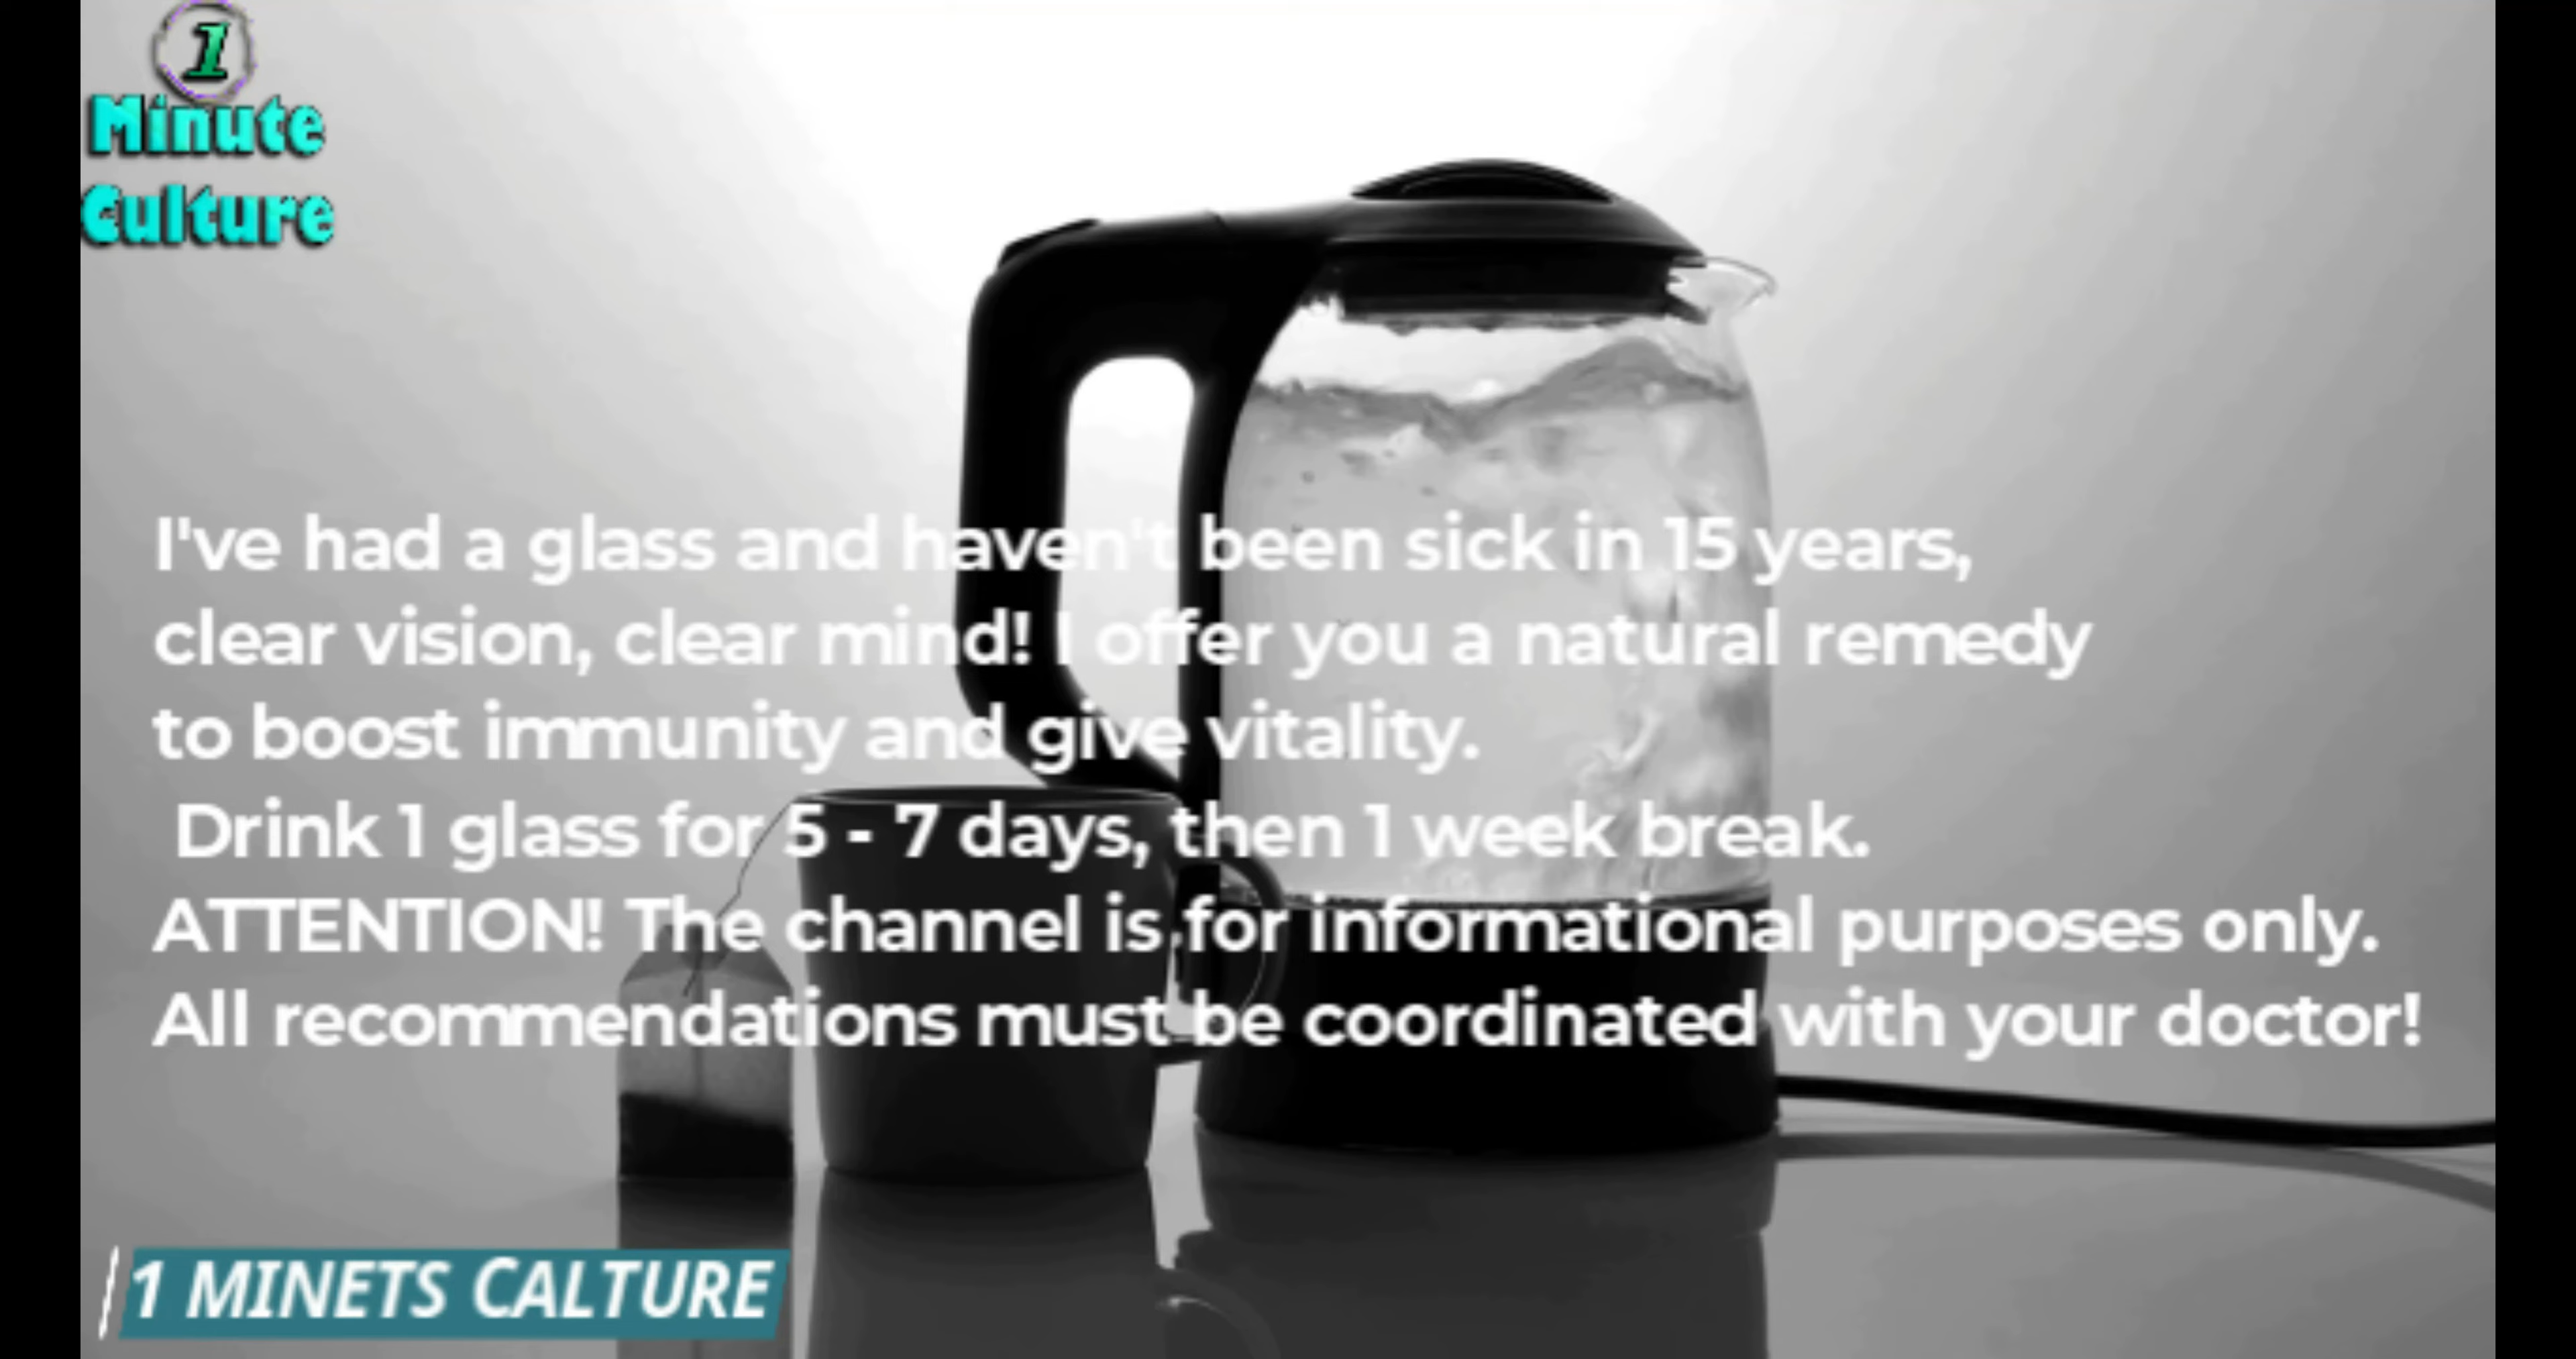 1
Minute
Culture
I've had a glass and haven't been sick in 15 years,
clear vision, clear mind! I offer you a natural remedy
to boost immunity and give vitality.
Drink 1 glass for 5 - 7 days, then 1 week break.
ATTENTION! The channel is for informational purposes only.
All recommendations must be coordinated with your doctor!
1 MINETS CALTURE